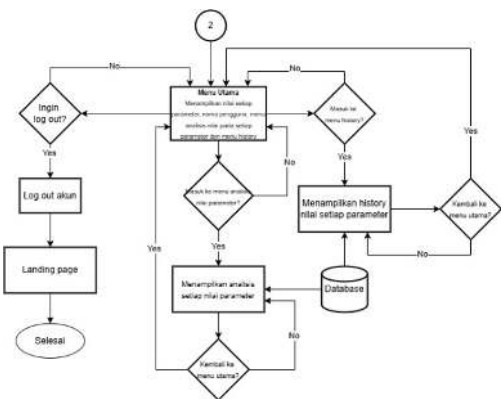 2
No
No
Yes
Ingin
log out?
Menu Utama
Menampilkan nilai setiap
parameter, nama pengguna, menu
analisis nilai pada setiap
parameter dan menu history
Masuk ke
menu history?
Yes
No
Yes
Log out akun
Masuk ke menu analisis
nilai parameter?
Menampilkan history
nilai setiap parameter
Kembali ke
menu utama?
Yes
Yes
No
Landing page
Menampilkan analisis
setiap nilai parameter
Database
Selesai
No
Kembali ke
menu utama?